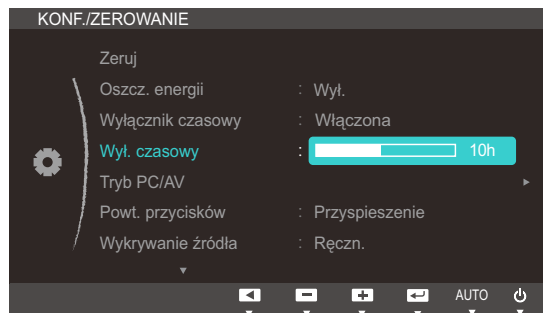 KONF./ZEROWANIE
Zeruj
Oszcz. energii : Wył.
Wyłącznik czasowy : Włączona
Wył. czasowy : 10h
Tryb PC/AV
Powt. przycisków : Przyspieszenie
Wykrywanie źródła : Ręczn.
AUTO